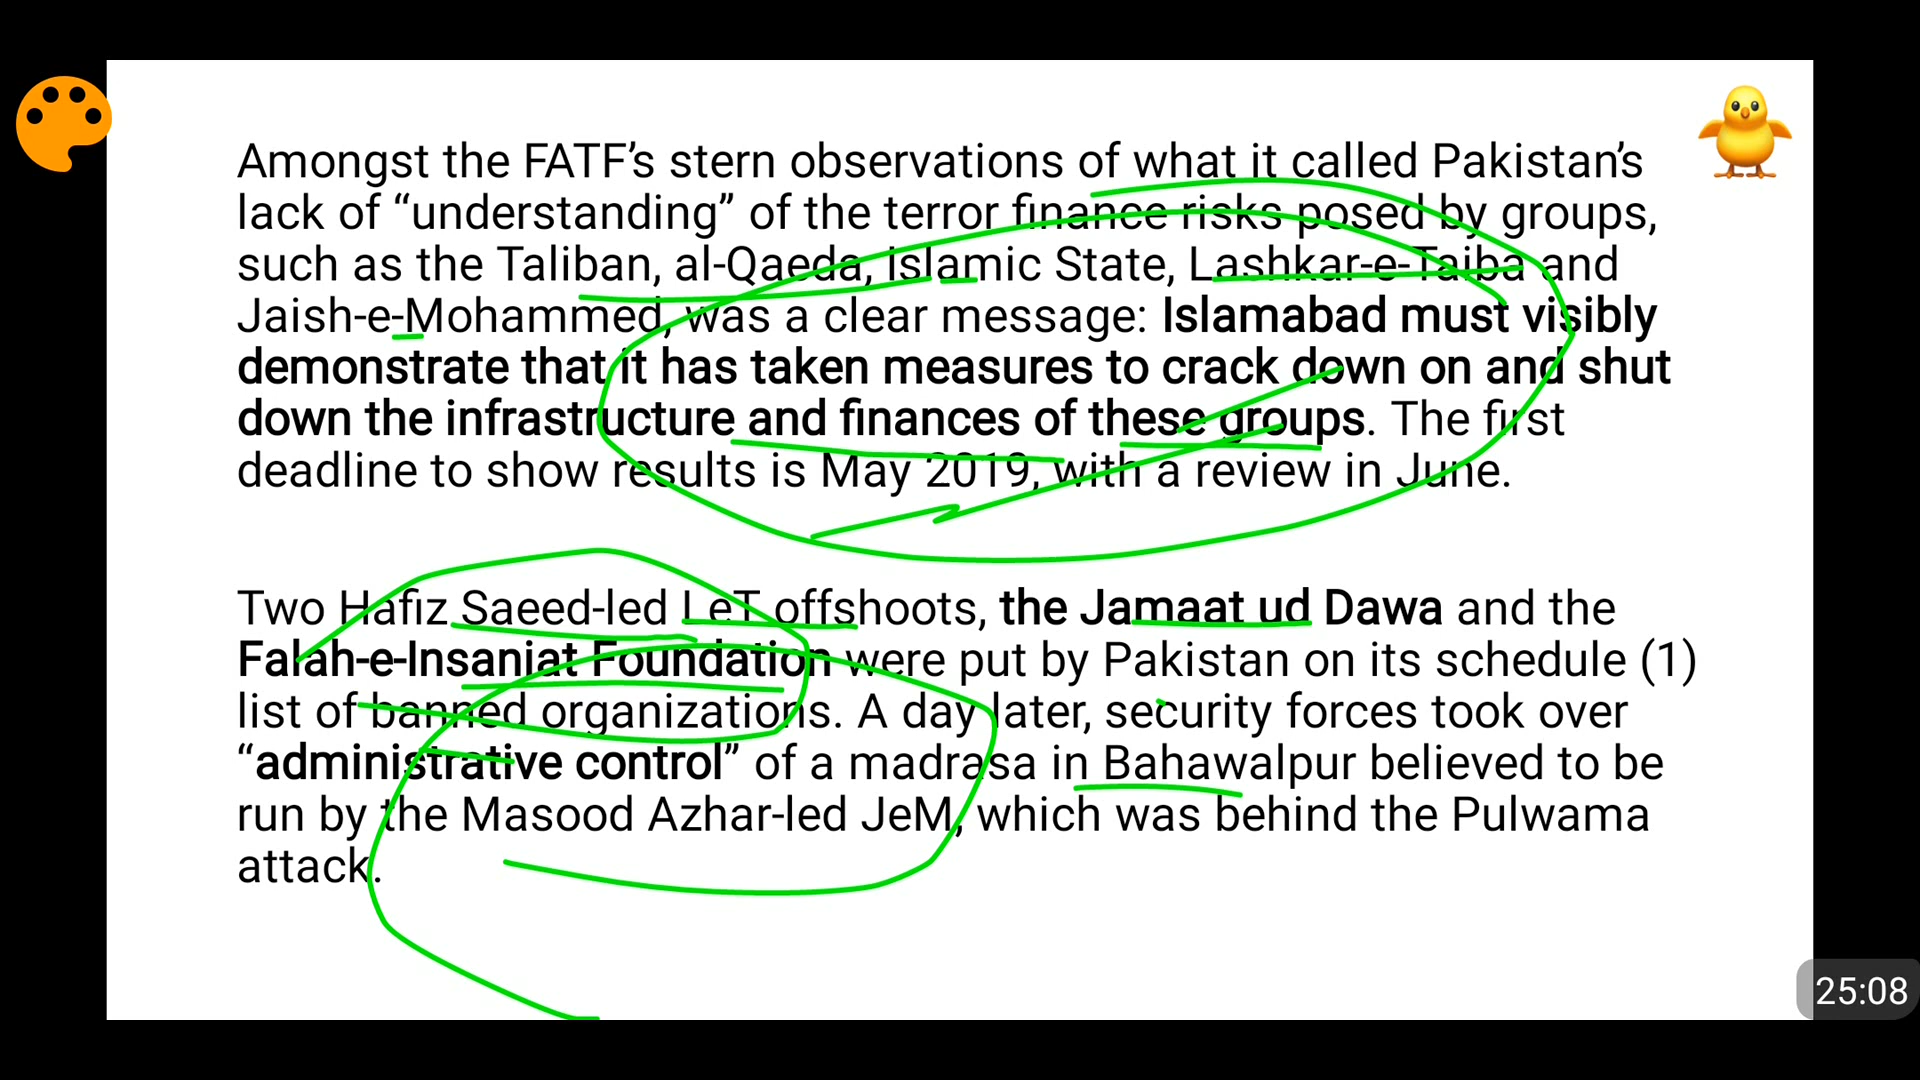 Amongst the FATF’s stern observations of what it called Pakistan’s
lack of “understanding” of the terror finance risks posed by groups,
such as the Taliban, al-Qaeda, Islamic State, Lashkar-e-Taiba and
Jaish-e-Mohammed, was a clear message: Islamabad must visibly
demonstrate that it has taken measures to crack down on and shut
down the infrastructure and finances of these groups. The first
deadline to show results is May 2019, with a review in June.
Two Hafiz Saeed-led LeT offshoots, the Jamaat ud Dawa and the
Falah-e-Insaniat Foundation were put by Pakistan on its schedule (1)
list of banned organizations. A day later, security forces took over
“administrative control” of a madrasa in Bahawalpur believed to be
run by the Masood Azhar-led JeM, which was behind the Pulwama
attack.
25:08